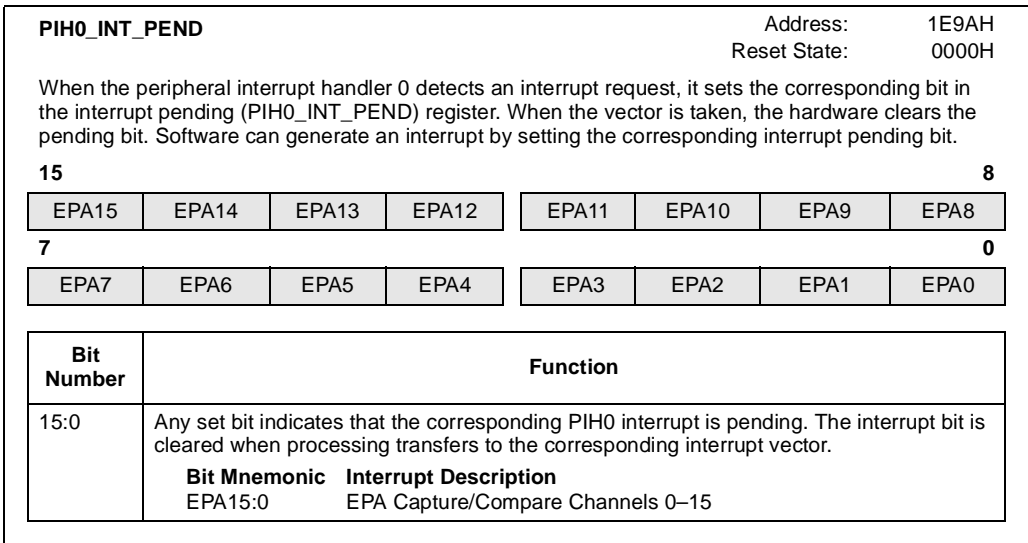 PIH0_INT_PEND Address: 1E9AH
Reset State: 0000H
When the peripheral interrupt handler 0 detects an interrupt request, it sets the corresponding bit in
the interrupt pending (PIH0_INT_PEND) register. When the vector is taken, the hardware clears the
pending bit. Software can generate an interrupt by setting the corresponding interrupt pending bit.
15 8
EPA15 EPA14 EPA13 EPA12 EPA11 EPA10 EPA9 EPA8
7 0
EPA7 EPA6 EPA5 EPA4 EPA3 EPA2 EPA1 EPA0
Bit
Number Function
15:0 Any set bit indicates that the corresponding PIH0 interrupt is pending. The interrupt bit is
cleared when processing transfers to the corresponding interrupt vector.
Bit Mnemonic Interrupt Description
EPA15:0 EPA Capture/Compare Channels 0–15